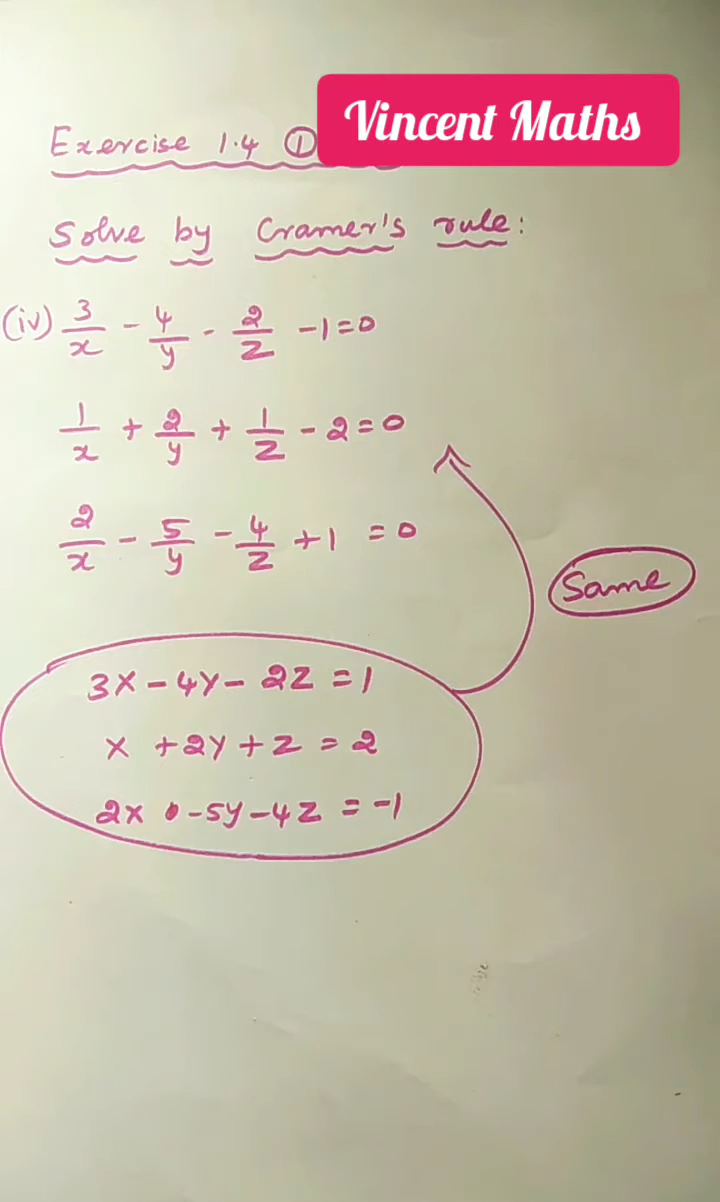 Vincent Maths
Exercise 1.4 ①
Solve by Cramer's rule:
(iv) 3/x - 4/y - 2/z - 1 = 0
1/x + 2/y + 1/z - 2 = 0
2/x - 5/y - 4/z + 1 = 0
Same
3X - 4Y - 2Z = 1
X + 2Y + Z = 2
2X - 5Y - 4Z = -1